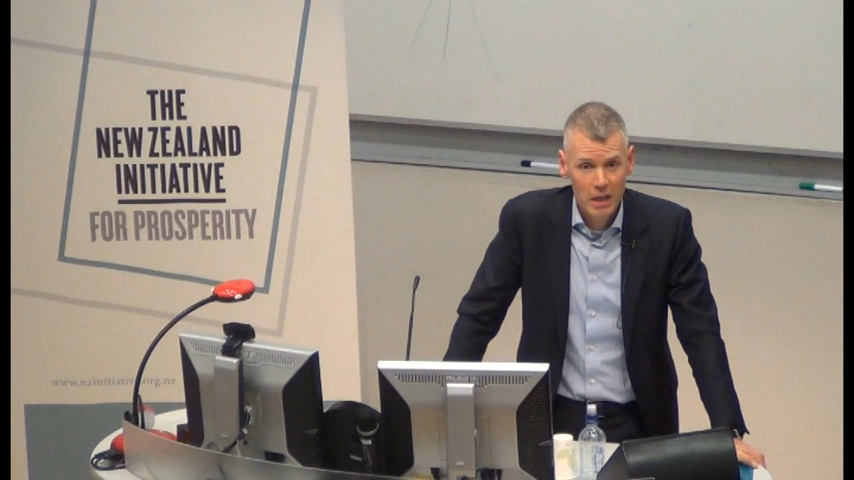 THE
NEW ZEALAND
INITIATIVE
FOR PROSPERITY
www.nzinitiative.org.nz